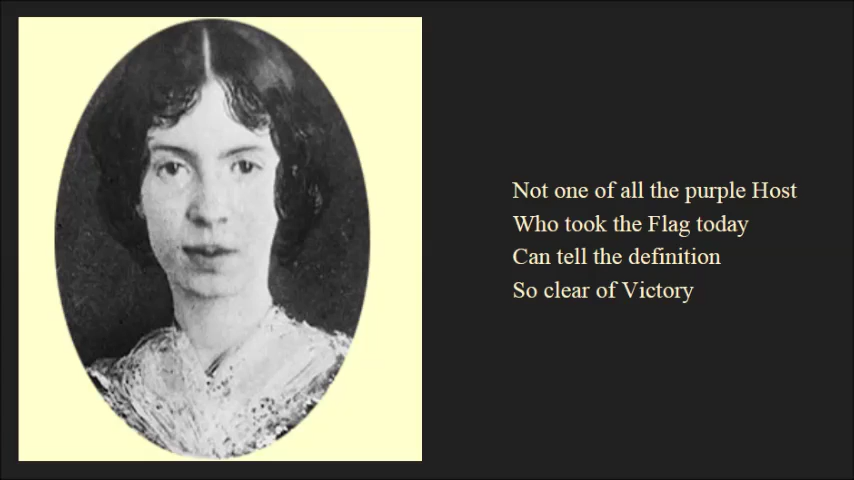 Not one of all the purple Host
Who took the Flag today
Can tell the definition
So clear of Victory